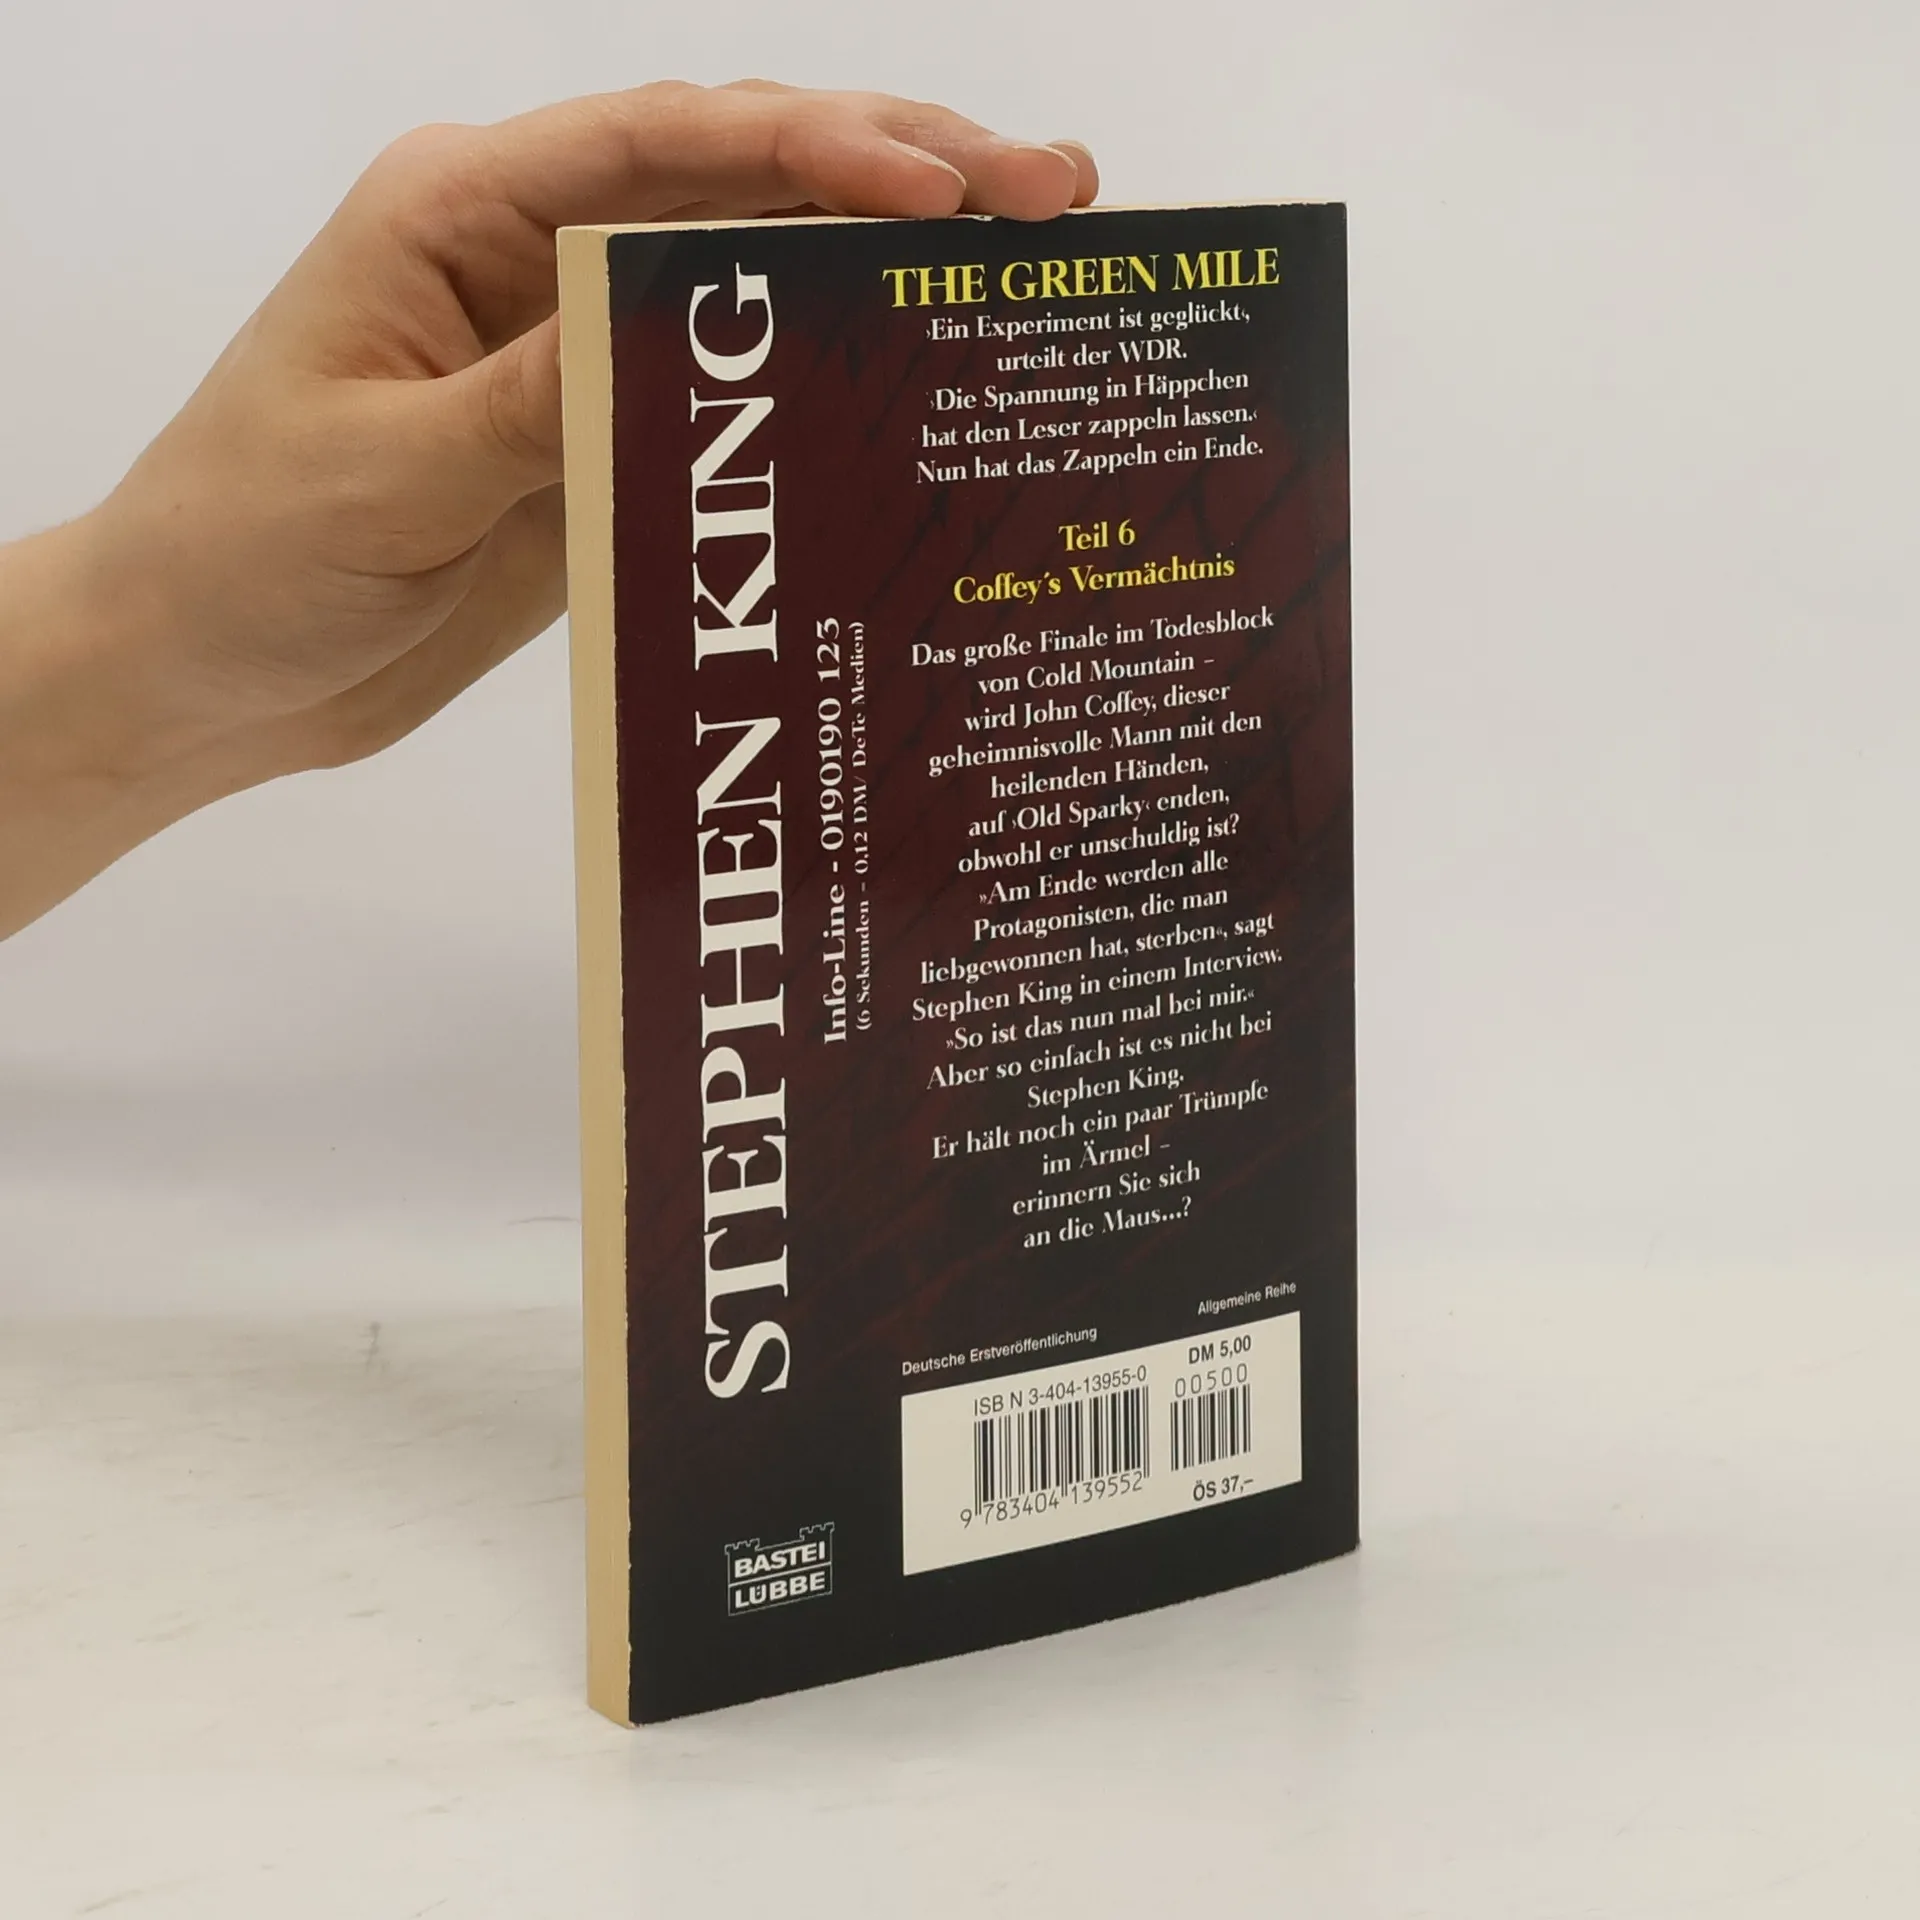 STEPHEN KING
Info-Line - 0190190 123
(6 Sekunden – 0,12 DM/ DeTe Medien)
THE GREEN MILE
›Ein Experiment ist geglückt‹,
urteilt der WDR.
›Die Spannung in Häppchen
hat den Leser zappeln lassen.‹
Nun hat das Zappeln ein Ende.
Teil 6
Coffey´s Vermächtnis
Das große Finale im Todesblock
von Cold Mountain –
wird John Coffey, dieser
geheimnisvolle Mann mit den
heilenden Händen,
auf ›Old Sparky‹ enden,
obwohl er unschuldig ist?
»Am Ende werden alle
Protagonisten, die man
liebgewonnen hat, sterben«, sagt
Stephen King in einem Interview.
»So ist das nun mal bei mir.«
Aber so einfach ist es nicht bei
Stephen King.
Er hält noch ein paar Trümpfe
im Ärmel –
erinnern Sie sich
an die Maus...?
Deutsche Erstveröffentlichung
Allgemeine Reihe
ISBN 3-404-13955-0
DM 5,00
00500
9 783404 139552
ÖS 37,–
BASTEI
LÜBBE